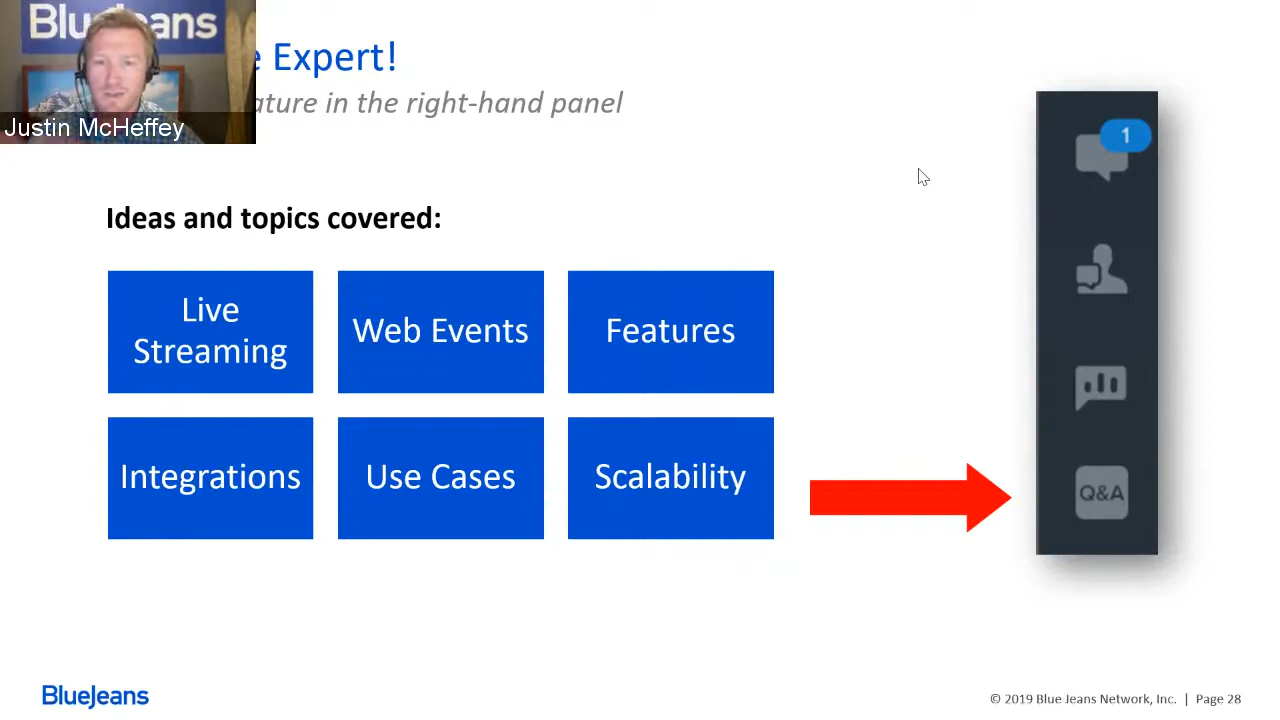 BlueJeans
Justin McHeffey
Expert!
in the right-hand panel
Ideas and topics covered:
Live
Streaming
Web Events
Features
Integrations
Use Cases
Scalability
1
Q&A
BlueJeans
© 2019 Blue Jeans Network, Inc. | Page 28